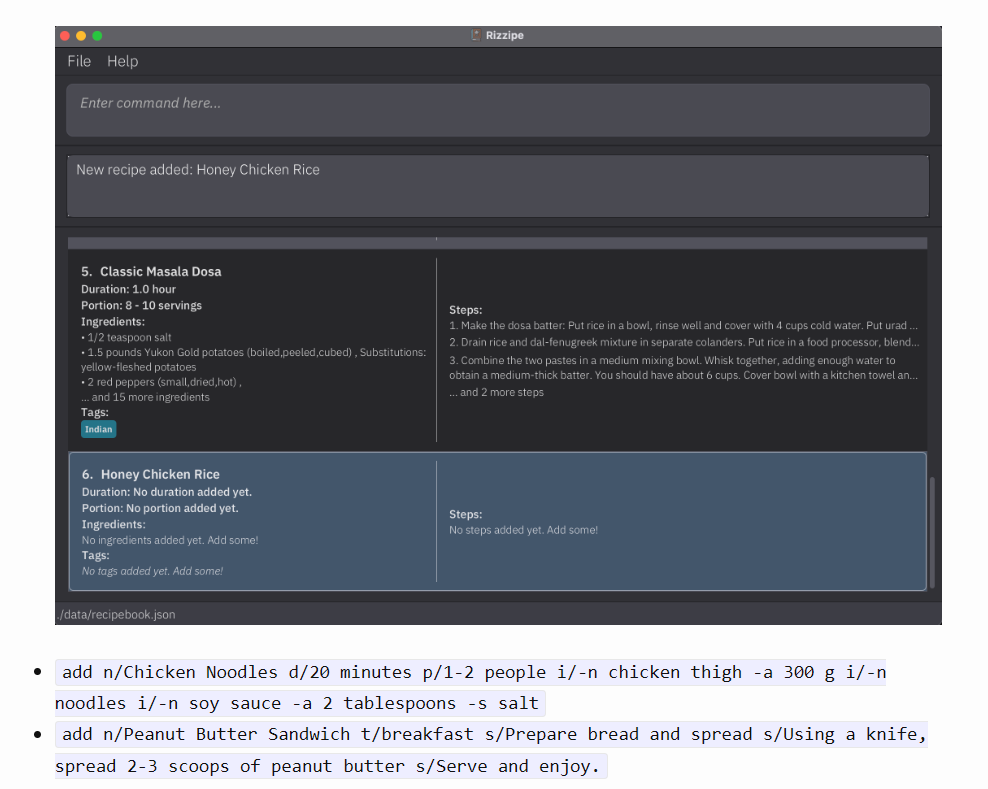 Rizzipe
File Help
Enter command here...
New recipe added: Honey Chicken Rice
5. Classic Masala Dosa
Duration: 1.0 hour
Portion: 8 - 10 servings
Ingredients:
• 1/2 teaspoon salt
• 1.5 pounds Yukon Gold potatoes (boiled,peeled,cubed) , Substitutions:
yellow-fleshed potatoes
• 2 red peppers (small,dried,hot) ,
... and 15 more ingredients
Tags:
Indian
Steps:
1. Make the dosa batter: Put rice in a bowl, rinse well and cover with 4 cups cold water. Put urad ...
2. Drain rice and dal-fenugreek mixture in separate colanders. Put rice in a food processor, blend...
3. Combine the two pastes in a medium mixing bowl. Whisk together, adding enough water to
obtain a medium-thick batter. You should have about 6 cups. Cover bowl with a kitchen towel an...
... and 2 more steps
6. Honey Chicken Rice
Duration: No duration added yet.
Portion: No portion added yet.
Ingredients:
No ingredients added yet. Add some!
Tags:
No tags added yet. Add some!
Steps:
No steps added yet. Add some!
./data/recipebook.json
• add n/Chicken Noodles d/20 minutes p/1-2 people i/-n chicken thigh -a 300 g i/-n
noodles i/-n soy sauce -a 2 tablespoons -s salt
• add n/Peanut Butter Sandwich t/breakfast s/Prepare bread and spread s/Using a knife,
spread 2-3 scoops of peanut butter s/Serve and enjoy.